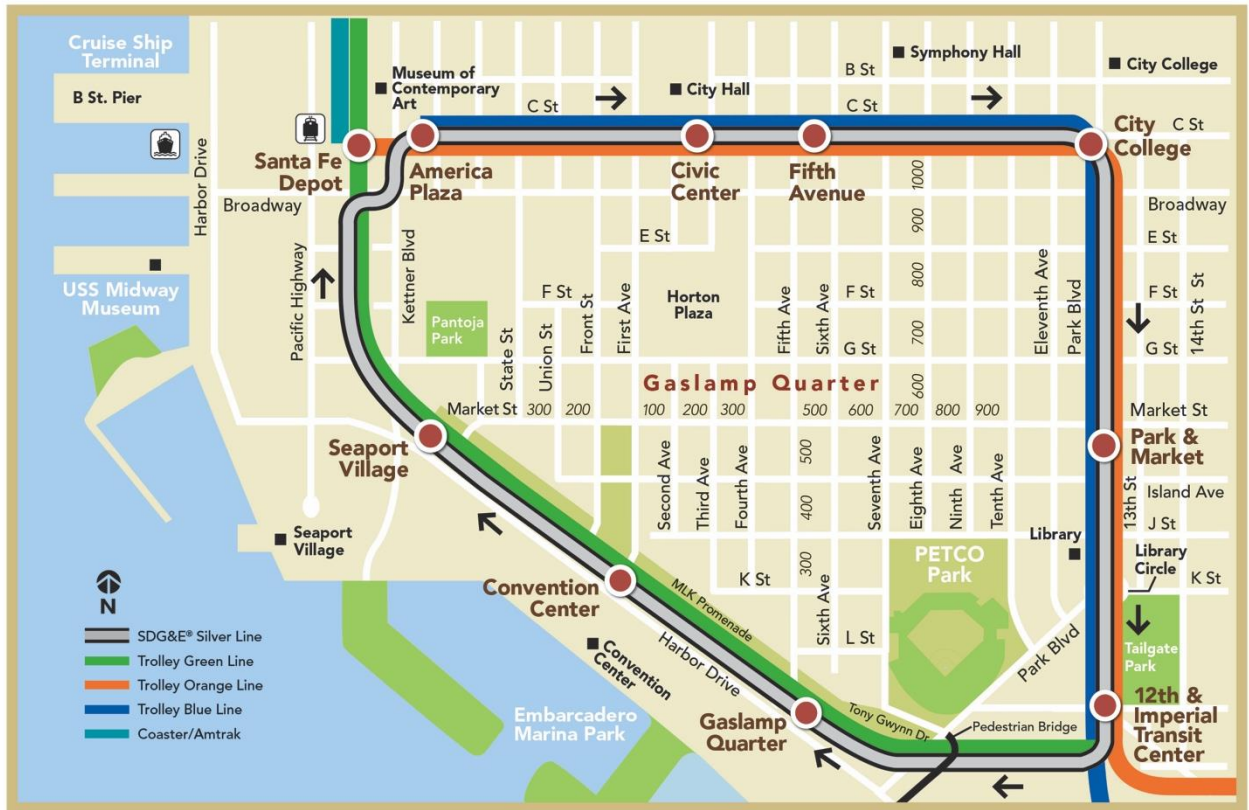 Cruise Ship
Terminal
B St. Pier
Harbor Drive
USS Midway
Museum
Pacific Highway
Santa Fe
Depot
Broadway
Museum of
Contemporary
Art
C St
America
Plaza
Kettner Blvd
City Hall
Civic
Center
B St
C St
Fifth
Avenue
Symphony Hall
City College
City
College
C St
Broadway
E St
E St
F St
F St
F St
G St
G St
Pantoja
Park
State St
Union St
Front St
First Ave
Horton
Plaza
Fifth Ave
Sixth Ave
1000
900
800
700
600
Eleventh Ave
Park Blvd
14th St
St
Gaslamp Quarter
Market St
300
200
100
200
300
500
600
700
800
900
Market St
Seaport
Village
Park &
Market
Second Ave
Third Ave
Fourth Ave
500
400
300
Sixth Ave
Seventh Ave
Eighth Ave
Ninth Ave
Tenth Ave
13th St
Island Ave
J St
Library
Library
Circle
K St
K St
L St
Seaport
Village
Convention
Center
MLK Promenade
Harbor Drive
Convention
Center
PETCO
Park
Park Blvd
Tailgate
Park
12th &
Imperial
Transit
Center
Gaslamp
Quarter
Tony Gwynn Dr
Pedestrian Bridge
Embarcadero
Marina Park
N
SDG&E® Silver Line
Trolley Green Line
Trolley Orange Line
Trolley Blue Line
Coaster/Amtrak